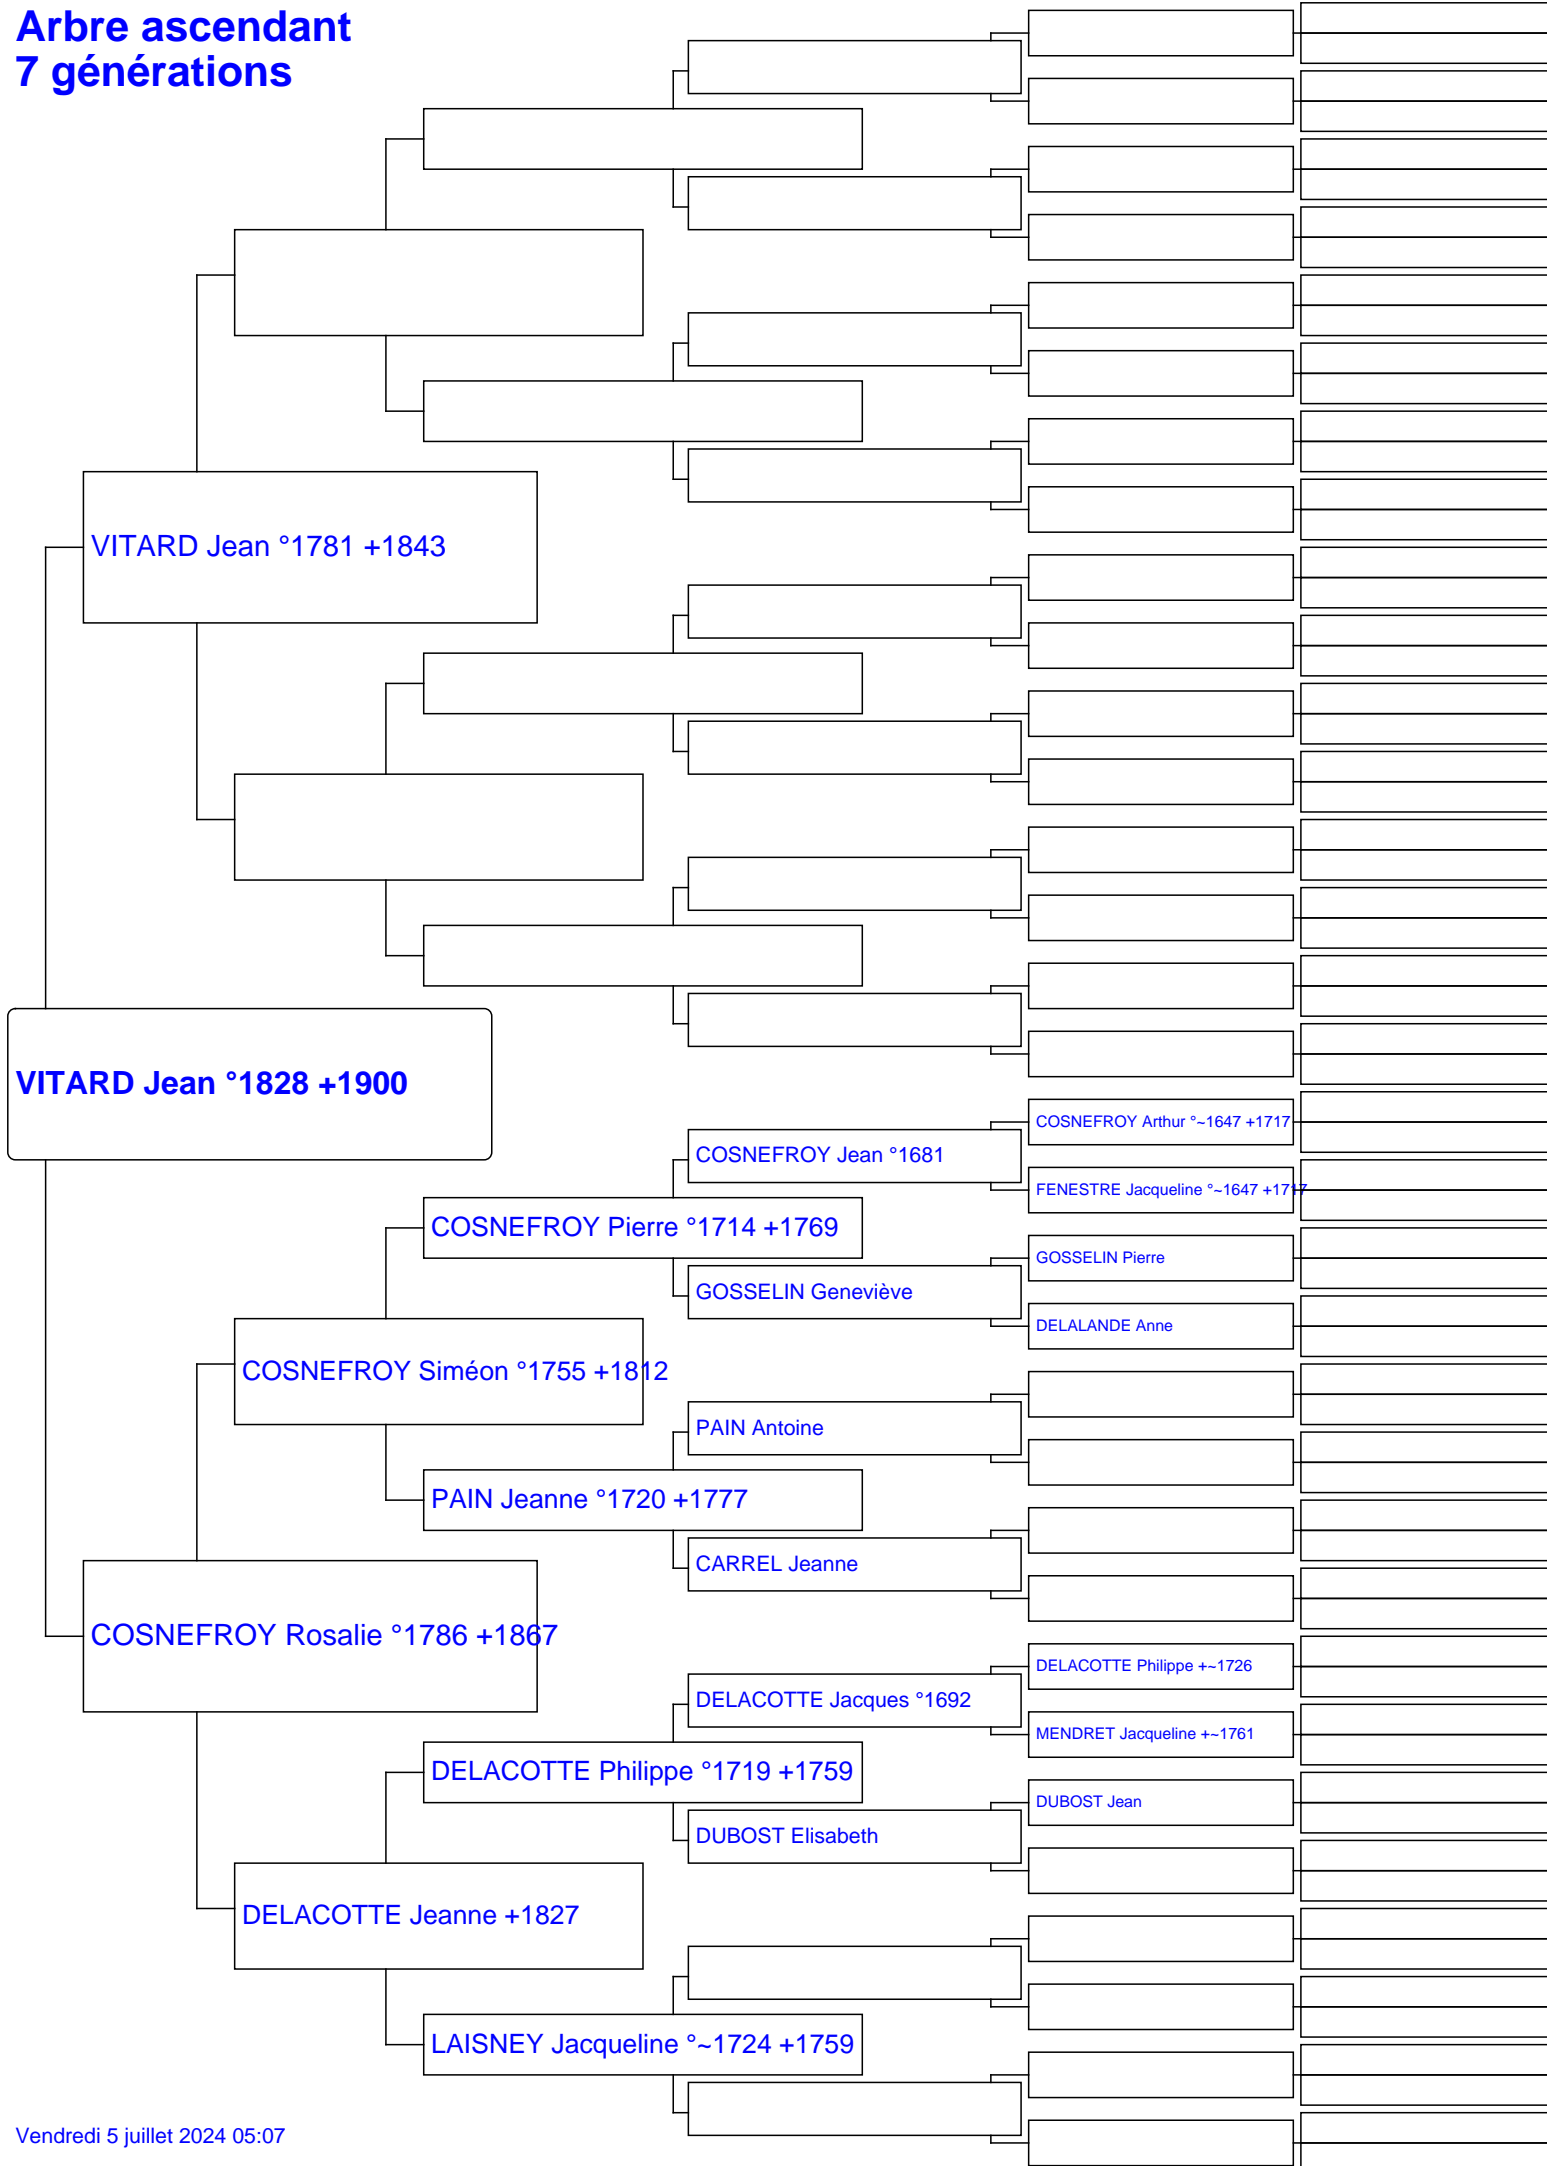 Arbre ascendant
7 générations
VITARD Jean °1781 +1843
VITARD Jean °1828 +1900
COSNEFROY Arthur °~1647 +1717
COSNEFROY Jean °1681
FENESTRE Jacqueline °~1647 +1717
COSNEFROY Pierre °1714 +1769
GOSSELIN Pierre
GOSSELIN Geneviève
DELALANDE Anne
COSNEFROY Siméon °1755 +1812
PAIN Antoine
PAIN Jeanne °1720 +1777
CARREL Jeanne
COSNEFROY Rosalie °1786 +1867
DELACOTTE Philippe +~1726
DELACOTTE Jacques °1692
MENDRET Jacqueline +~1761
DELACOTTE Philippe °1719 +1759
DUBOST Jean
DUBOST Elisabeth
DELACOTTE Jeanne +1827
LAISNEY Jacqueline °~1724 +1759
Vendredi 5 juillet 2024 05:07